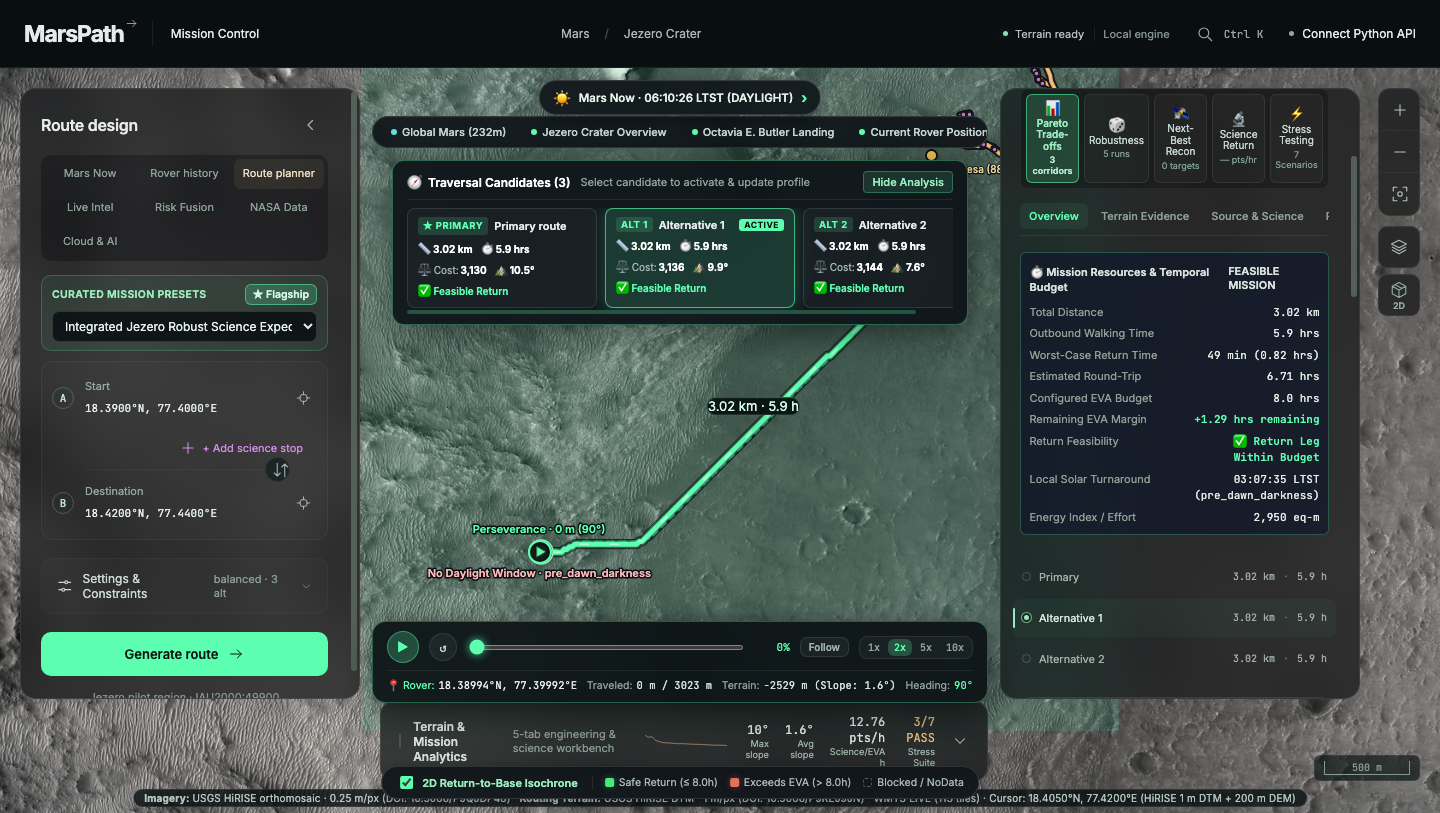 MarsPath →
Mission Control
Mars / Jezero Crater
Terrain ready
Local engine
Ctrl K
Connect Python API
Route design
Mars Now
Rover history
Route planner
Live Intel
Risk Fusion
NASA Data
Cloud & AI
CURATED MISSION PRESETS
★ Flagship
Integrated Jezero Robust Science Exped
A
Start
18.3900°N, 77.4000°E
+ Add science stop
B
Destination
18.4200°N, 77.4400°E
Settings &
Constraints
balanced · 3
alt
Generate route →
Jezero pilot region · IAU2000:49900
Mars Now · 06:10:26 LTST (DAYLIGHT) ›
Global Mars (232m)
Jezero Crater Overview
Octavia E. Butler Landing
Current Rover Position
esa (88
Traversal Candidates (3)
Select candidate to activate & update profile
Hide Analysis
★ PRIMARY Primary route
3.02 km 5.9 hrs
Cost: 3,130 10.5°
Feasible Return
ALT 1 Alternative 1 ACTIVE
3.02 km 5.9 hrs
Cost: 3,136 9.9°
Feasible Return
ALT 2 Alternative 2
3.02 km 5.9 hrs
Cost: 3,144 7.6°
Feasible Return
3.02 km · 5.9 h
Perseverance · 0 m (90°)
No Daylight Window · pre_dawn_darkness
0%
Follow
1x
2x
5x
10x
Rover: 18.38994°N, 77.39992°E
Traveled: 0 m / 3023 m
Terrain: -2529 m (Slope: 1.6°)
Heading: 90°
Terrain &
Mission
Analytics
5-tab engineering &
science workbench
10°
Max
slope
1.6°
Avg
slope
12.76
pts/h
Science/EVA
h
3/7
PASS
Stress
Suite
2D Return-to-Base Isochrone
Safe Return (≤ 8.0h)
Exceeds EVA (> 8.0h)
Blocked / NoData
Imagery: USGS HiRISE orthomosaic · 0.25 m/px
Cursor: 18.4050°N, 77.4200°E (HiRISE 1 m DTM + 200 m DEM)
Pareto
Trade-
offs
3
corridors
Robustness
5 runs
Next-
Best
Recon
0 targets
Science
Return
— pts/hr
Stress
Testing
7
Scenarios
Overview
Terrain Evidence
Source & Science
Mission Resources & Temporal
Budget
FEASIBLE
MISSION
Total Distance 3.02 km
Outbound Walking Time 5.9 hrs
Worst-Case Return Time 49 min (0.82 hrs)
Estimated Round-Trip 6.71 hrs
Configured EVA Budget 8.0 hrs
Remaining EVA Margin +1.29 hrs remaining
Return Feasibility Return Leg
Within Budget
Local Solar Turnaround 03:07:35 LTST
(pre_dawn_darkness)
Energy Index / Effort 2,950 eq-m
Primary 3.02 km · 5.9 h
Alternative 1 3.02 km · 5.9 h
Alternative 2 3.02 km · 5.9 h
2D
500 m